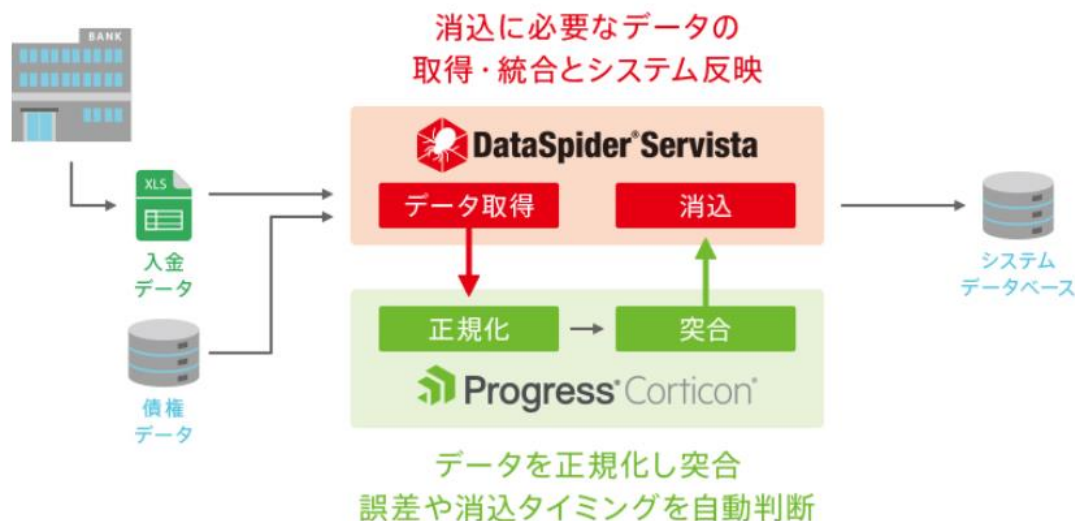 消込に必要なデータの
取得・統合とシステム反映
BANK
DataSpider® Servista
XLS
データ取得
消込
入金
データ
システム
データベース
正規化
突合
Progress® Corticon®
債権
データ
データを正規化し突合
誤差や消込タイミングを自動判断